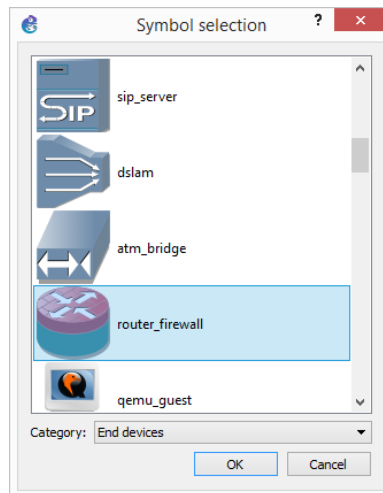 Symbol selection
?
SIP
sip_server
dslam
atm_bridge
router_firewall
qemu_guest
Category: End devices
OK Cancel